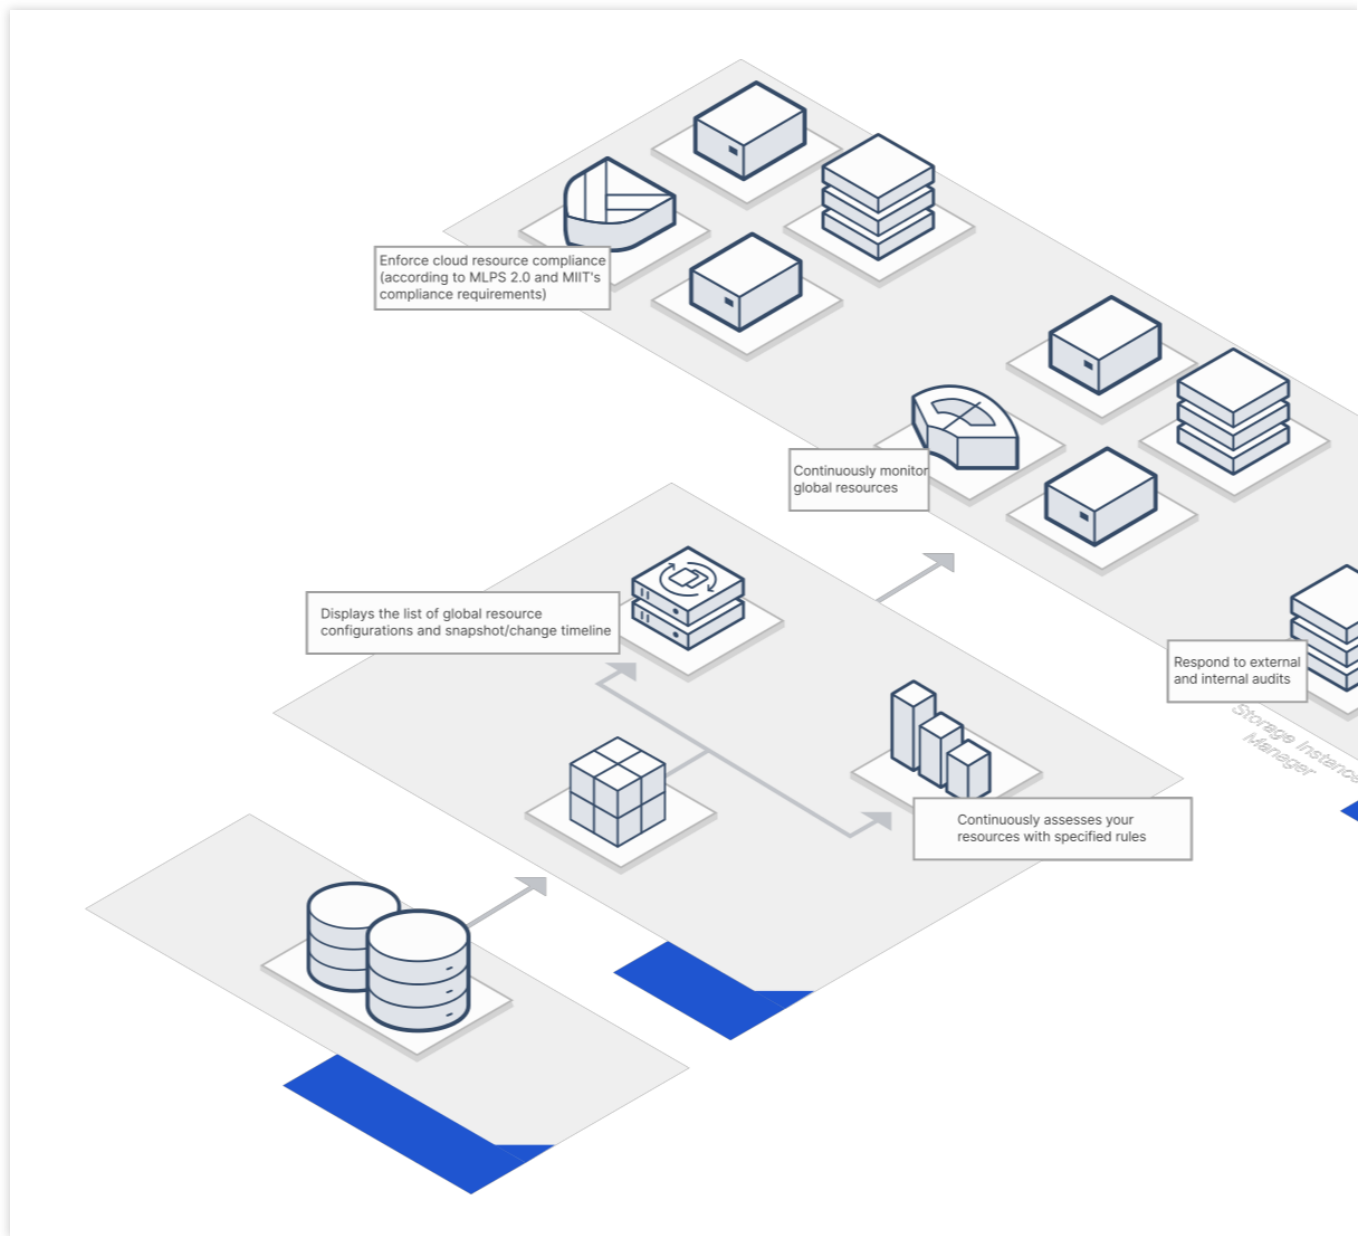 Enforce cloud resource compliance
(according to MLPS 2.0 and MIIT's
compliance requirements)
Continuously monitor
global resources
Displays the list of global resource
configurations and snapshot/change timeline
Respond to external
and internal audits
Storage Instance
Manager
Continuously assesses your
resources with specified rules